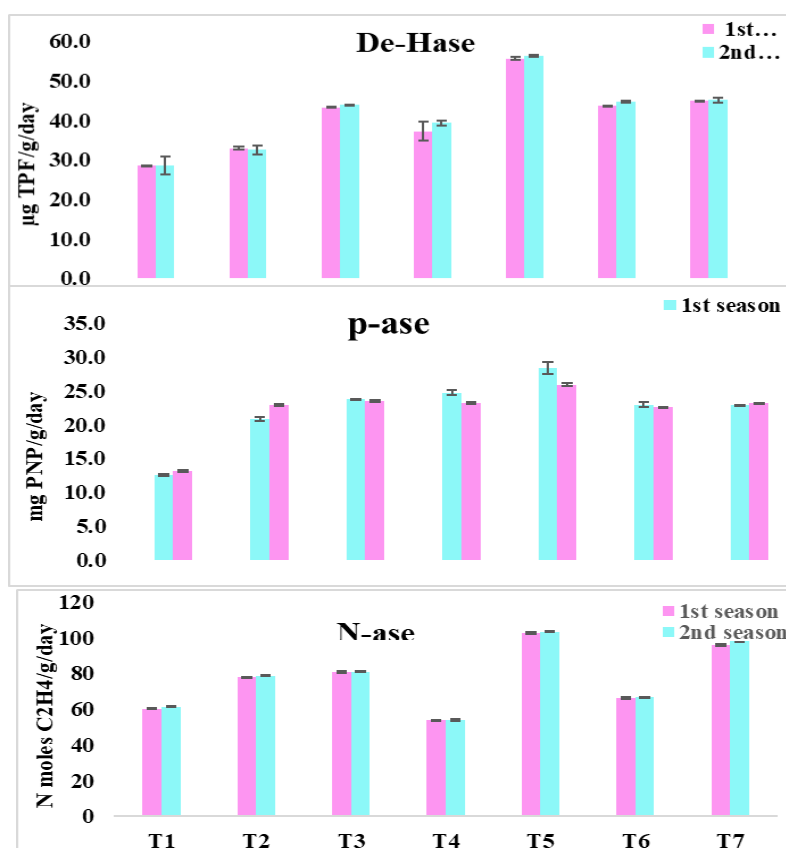 De-Hase
1st...
2nd...
µg TPF/g/day
60.0
50.0
40.0
30.0
20.0
10.0
0.0
p-ase
1st season
mg PNP/g/day
35.0
30.0
25.0
20.0
15.0
10.0
5.0
0.0
N-ase
1st season
2nd season
N moles C2H4/g/day
120
100
80
60
40
20
0
T1 T2 T3 T4 T5 T6 T7